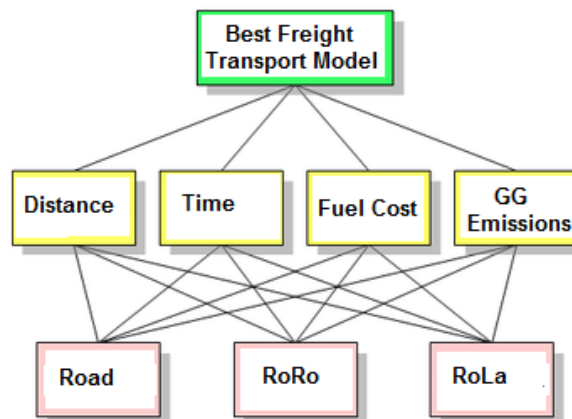 Best Freight
Transport Model
Distance
Time
Fuel Cost
GG
Emissions
Road
RoRo
RoLa